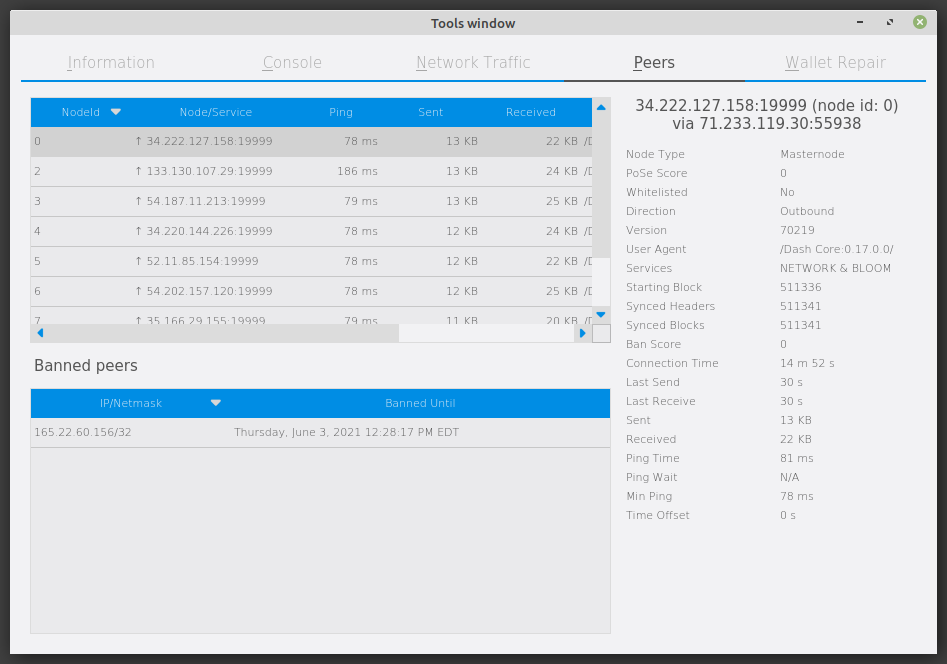 Tools window
Information Console Network Traffic Peers Wallet Repair
NodeId Node/Service Ping Sent Received
0 ↑ 34.222.127.158:19999 78 ms 13 KB 22 KB /D
2 ↑ 133.130.107.29:19999 186 ms 13 KB 24 KB /D
3 ↑ 54.187.11.213:19999 79 ms 13 KB 25 KB /D
4 ↑ 34.220.144.226:19999 78 ms 12 KB 24 KB /D
5 ↑ 52.11.85.154:19999 78 ms 12 KB 22 KB /D
6 ↑ 54.202.157.120:19999 78 ms 12 KB 25 KB /D
7 ↑ 35.166.29.155:19999 79 ms 11 KB 20 KB /D
Banned peers
IP/Netmask Banned Until
165.22.60.156/32 Thursday, June 3, 2021 12:28:17 PM EDT
34.222.127.158:19999 (node id: 0)
via 71.233.119.30:55938
Node Type Masternode
PoSe Score 0
Whitelisted No
Direction Outbound
Version 70219
User Agent /Dash Core:0.17.0.0/
Services NETWORK & BLOOM
Starting Block 511336
Synced Headers 511341
Synced Blocks 511341
Ban Score 0
Connection Time 14 m 52 s
Last Send 30 s
Last Receive 30 s
Sent 13 KB
Received 22 KB
Ping Time 81 ms
Ping Wait N/A
Min Ping 78 ms
Time Offset 0 s